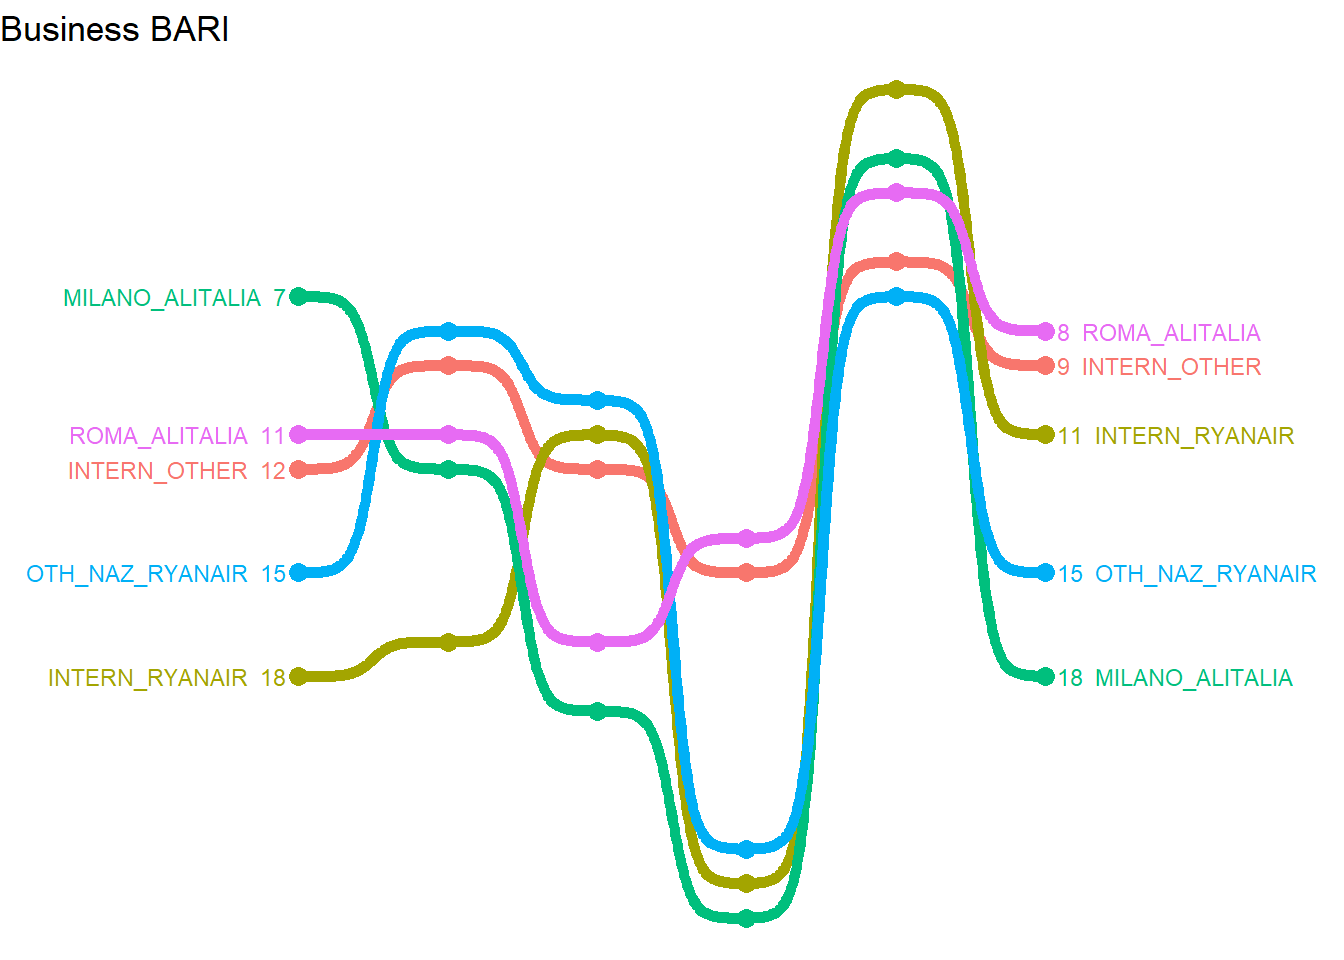 Business BARI
MILANO_ALITALIA 7
ROMA_ALITALIA 11
INTERN_OTHER 12
OTH_NAZ_RYANAIR 15
INTERN_RYANAIR 18
8 ROMA_ALITALIA
9 INTERN_OTHER
11 INTERN_RYANAIR
15 OTH_NAZ_RYANAIR
18 MILANO_ALITALIA